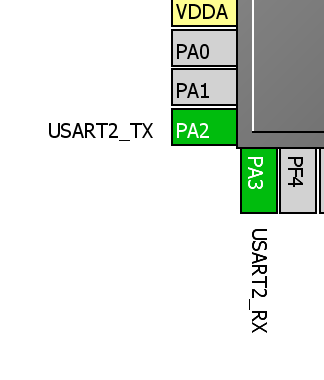 VDDA
PA0
PA1
USART2_TX PA2
PA3
PF4
USART2_RX